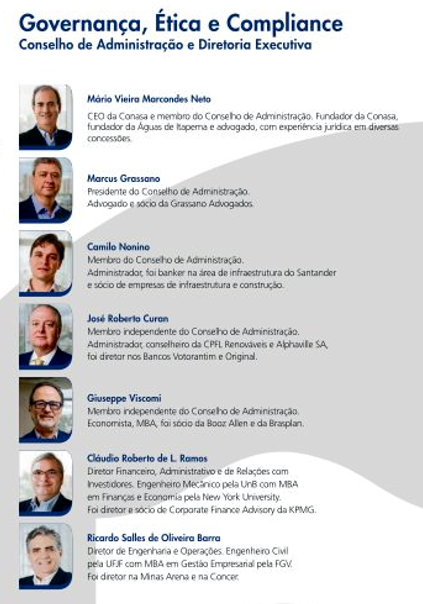 Governança, Ética e Compliance
Conselho de Administração e Diretoria Executiva
Mário Vieira Marcondes Neto
CEO da Conasa e membro do Conselho de Administração. Fundador da Conasa,
fundador da Águas de Itapema e advogado, com experiência jurídica em diversas
concessões.
Marcus Grassano
Presidente do Conselho de Administração.
Advogado e sócio da Grassano Advogados.
Camilo Nonino
Membro do Conselho de Administração.
Administrador, foi banker na área de infraestrutura do Santander
e sócio de empresas de infraestrutura e construção.
José Roberto Curan
Membro independente do Conselho de Administração.
Administrador, conselheiro da CPFL Renováveis e Alphaville SA,
foi diretor nos Bancos Votorantim e Original.
Giuseppe Viscomi
Membro independente do Conselho de Administração.
Economista, MBA, foi sócio da Booz Allen e da Brasplan.
Cláudio Roberto de L. Ramos
Diretor Financeiro, Administrativo e de Relações com
Investidores. Engenheiro Mecânico pela UnB com MBA
em Finanças e Economia pela New York University.
Foi diretor e sócio de Corporate Finance Advisory da KPMG.
Ricardo Salles de Oliveira Barra
Diretor de Engenharia e Operações. Engenheiro Civil
pela UFJF com MBA em Gestão Empresarial pela FGV.
Foi diretor na Minas Arena e na Concer.